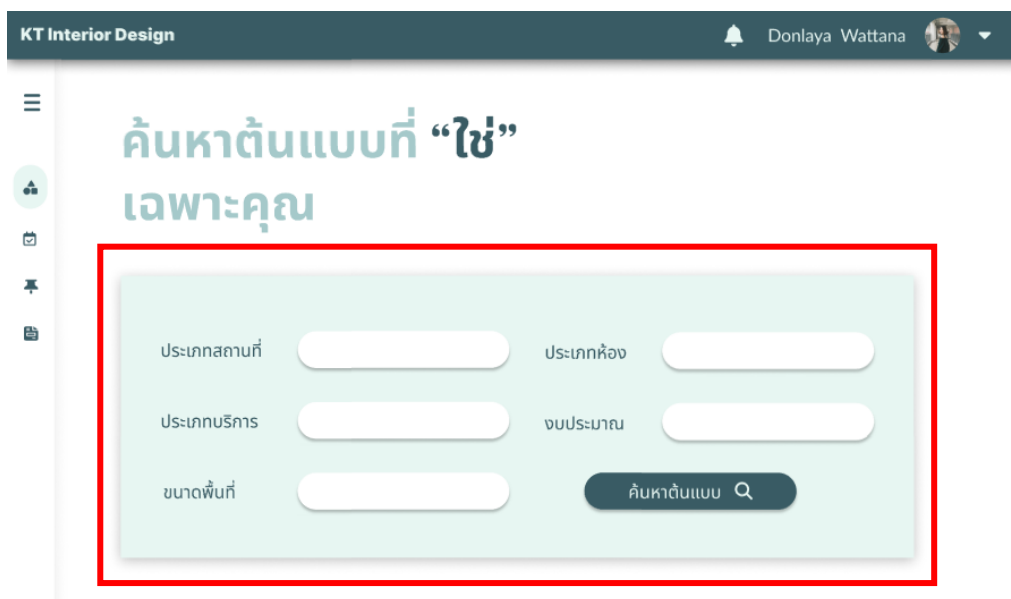 KT Interior Design Donlaya Wattana
ค้นหาต้นแบบที่ “ใช่”
เฉพาะคุณ
ประเภทสถานที่ ประเภทห้อง
ประเภทบริการ งบประมาณ
ขนาดพื้นที่ ค้นหาต้นแบบ